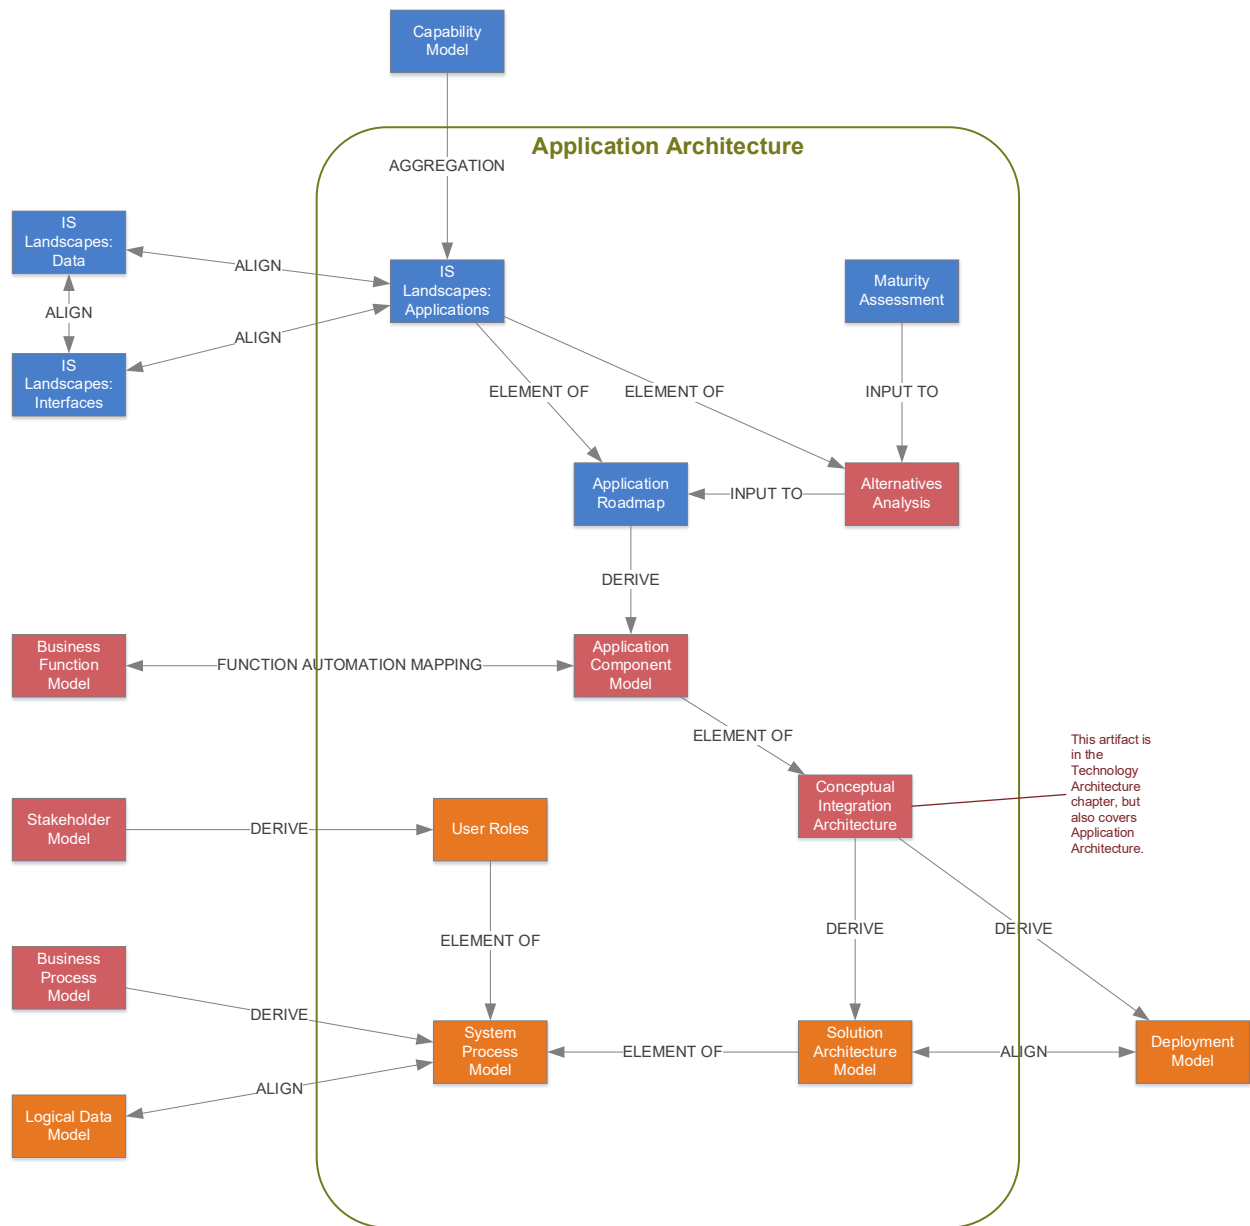 Capability
Model
Application Architecture
AGGREGATION
IS
Landscapes:
Data
ALIGN
IS
Landscapes:
Applications
Maturity
Assessment
ALIGN
ALIGN
IS
Landscapes:
Interfaces
ELEMENT OF
ELEMENT OF
INPUT TO
Application
Roadmap
INPUT TO
Alternatives
Analysis
DERIVE
Business
Function
Model
FUNCTION AUTOMATION MAPPING
Application
Component
Model
ELEMENT OF
This artifact is
in the
Technology
Architecture
chapter, but
also covers
Application
Architecture.
Conceptual
Integration
Architecture
Stakeholder
Model
DERIVE
User Roles
ELEMENT OF
DERIVE
DERIVE
Business
Process
Model
DERIVE
System
Process
Model
ELEMENT OF
Solution
Architecture
Model
ALIGN
Deployment
Model
ALIGN
Logical Data
Model